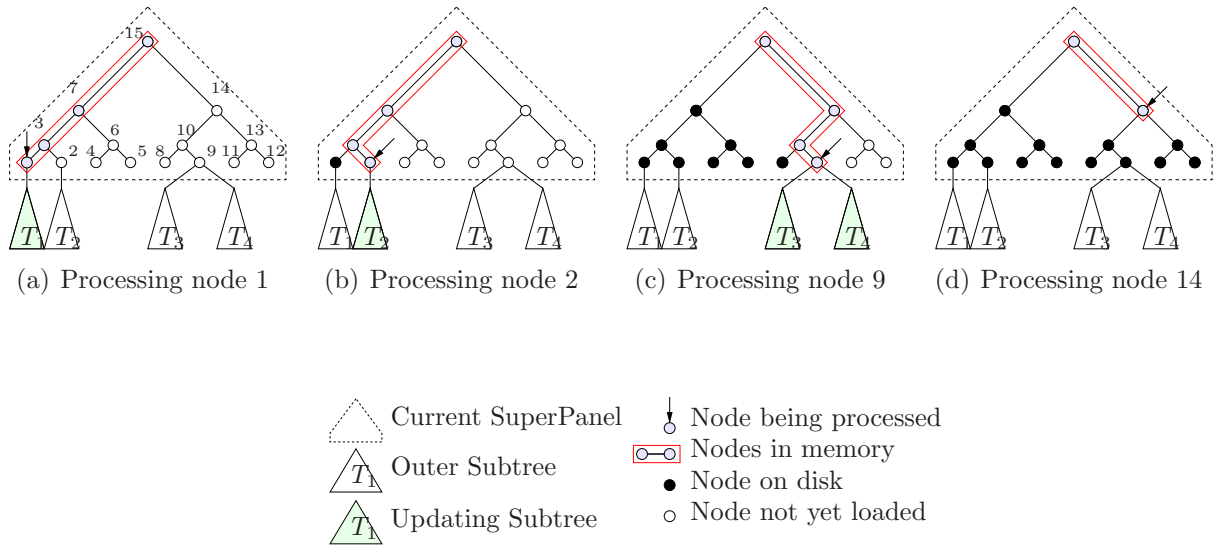 15
7
14
3
6
10
13
2
4
5
8
9
11
12
T1 T2 T3 T4
T1 T2 T3 T4
T1 T2 T3 T4
T1 T2 T3 T4
(a) Processing node 1
(b) Processing node 2
(c) Processing node 9
(d) Processing node 14
Current SuperPanel
T1 Outer Subtree
T1 Updating Subtree
Node being processed
Nodes in memory
Node on disk
Node not yet loaded